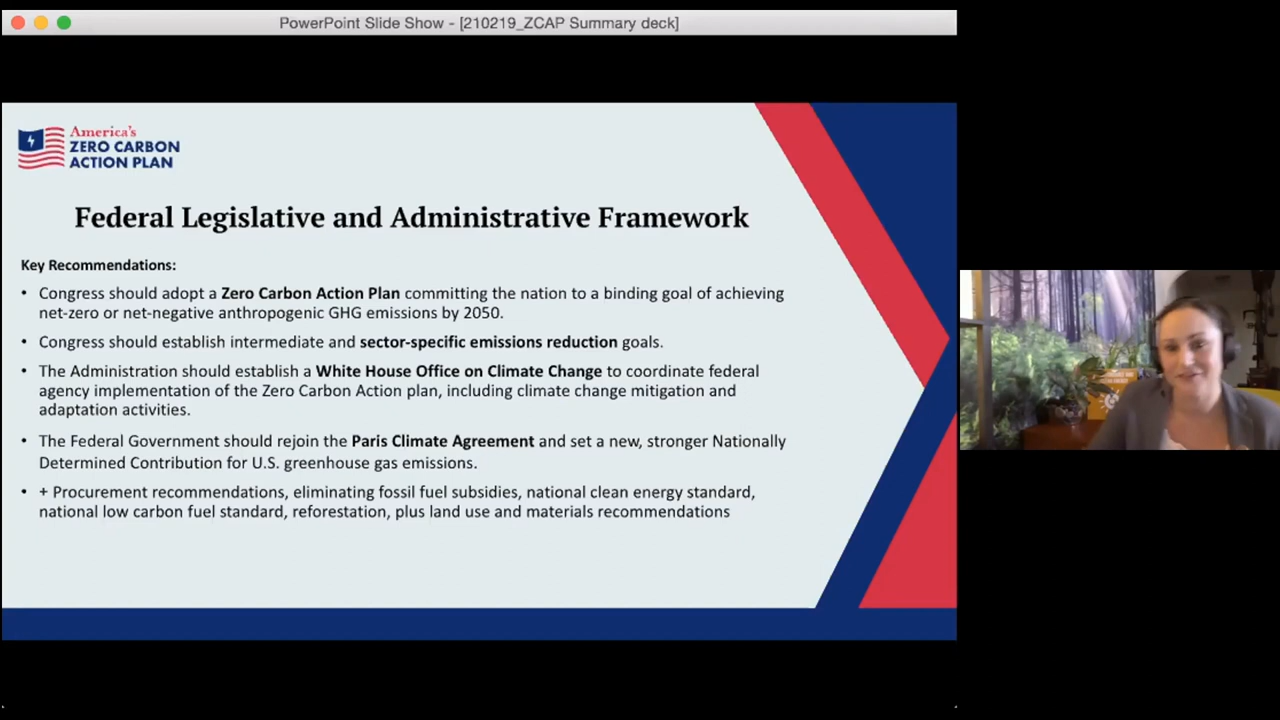 PowerPoint Slide Show - [210219_ZCAP Summary deck]
America's
ZERO CARBON
ACTION PLAN
Federal Legislative and Administrative Framework
Key Recommendations:
• Congress should adopt a Zero Carbon Action Plan committing the nation to a binding goal of achieving
net-zero or net-negative anthropogenic GHG emissions by 2050.
• Congress should establish intermediate and sector-specific emissions reduction goals.
• The Administration should establish a White House Office on Climate Change to coordinate federal
agency implementation of the Zero Carbon Action plan, including climate change mitigation and
adaptation activities.
• The Federal Government should rejoin the Paris Climate Agreement and set a new, stronger Nationally
Determined Contribution for U.S. greenhouse gas emissions.
• + Procurement recommendations, eliminating fossil fuel subsidies, national clean energy standard,
national low carbon fuel standard, reforestation, plus land use and materials recommendations